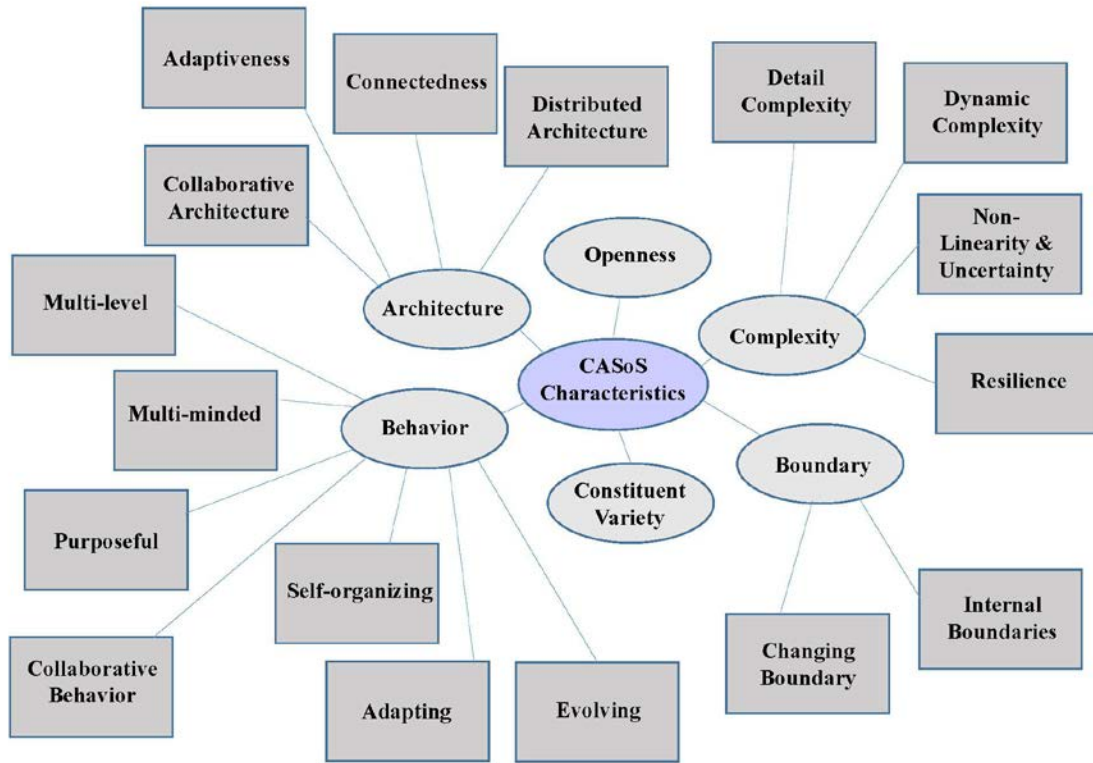 Adaptiveness
Connectedness
Distributed
Architecture
Detail
Complexity
Dynamic
Complexity
Collaborative
Architecture
Non-
Linearity &
Uncertainty
Openness
Multi-level
Architecture
Complexity
CASoS
Characteristics
Resilience
Multi-minded
Behavior
Boundary
Constituent
Variety
Purposeful
Self-organizing
Internal
Boundaries
Changing
Boundary
Collaborative
Behavior
Adapting
Evolving